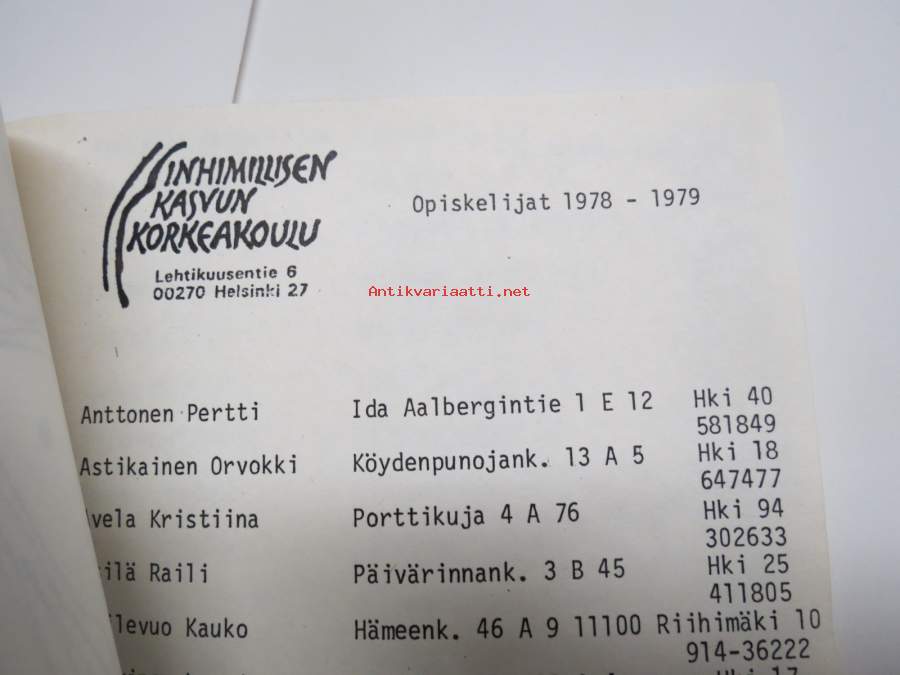 INHIMILLISEN
KASVUN
KORKEAKOULU
Lehtikuusentie 6
00270 Helsinki 27
Opiskelijat 1978 - 1979
Antikvariaatti.net
Anttonen Pertti Ida Aalbergintie 1 E 12 Hki 40
581849
Astikainen Orvokki Köydenpunojank. 13 A 5 Hki 18
647477
Kristiina Porttikuja 4 A 76 Hki 94
302633
Raili Päivärinnank. 3 B 45 Hki 25
411805
Kauko Hämeenk. 46 A 9 11100 Riihimäki 10
914-36222
Hki 17